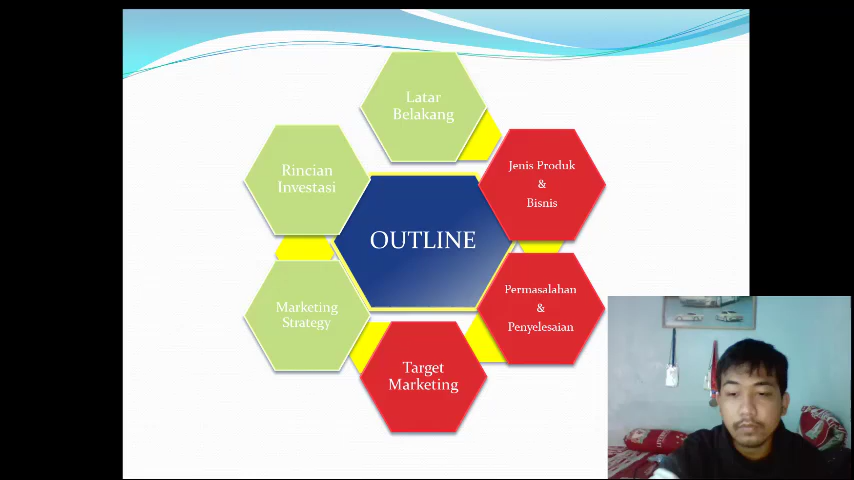 Latar
Belakang
Jenis Produk
&
Bisnis
Permasalahan
&
Penyelesaian
Target
Marketing
Marketing
Strategy
Rincian
Investasi
OUTLINE